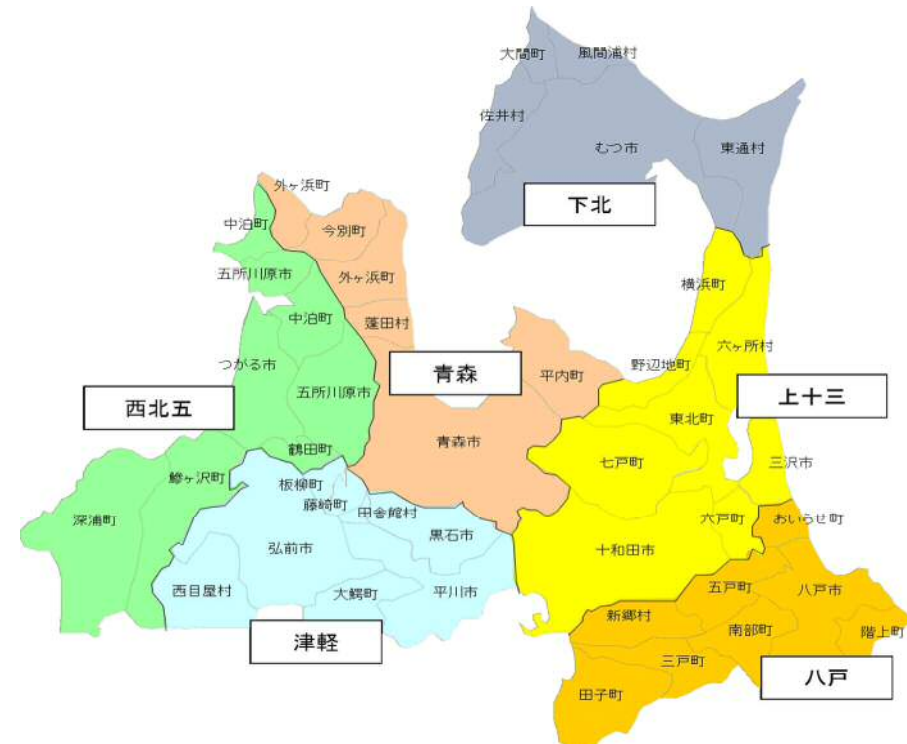 大間町
風間浦村
佐井村
むつ市
東通村
下北
外ヶ浜町
中泊町
今別町
五所川原市
外ヶ浜町
横浜町
中泊町
蓬田村
六ヶ所村
つがる市
野辺地町
青森
平内町
五所川原市
上十三
西北五
東北町
青森市
鶴田町
七戸町
三沢市
鰺ヶ沢町
板柳町
藤崎町
田舎館村
深浦町
六戸町
おいらせ町
黒石市
弘前市
十和田市
西目屋村
大鰐町
平川市
五戸町
八戸市
新郷村
南部町
階上町
津軽
三戸町
八戸
田子町